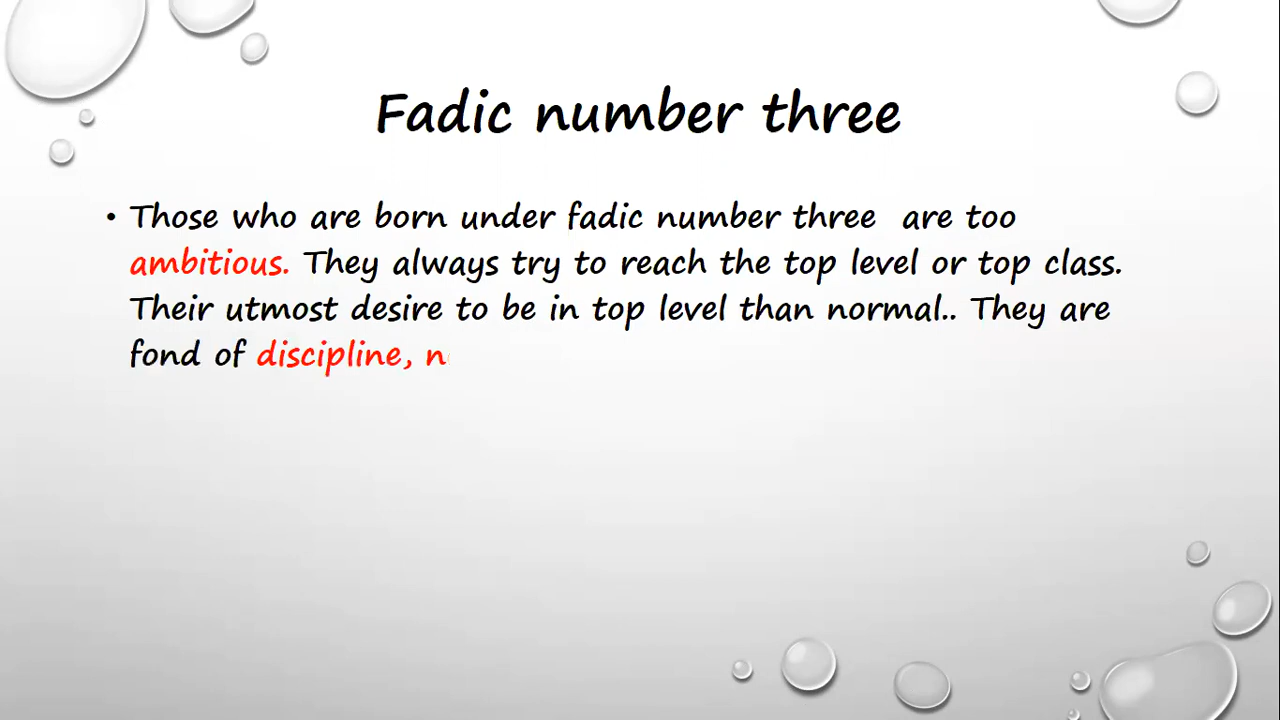 Fadic number three
• Those who are born under fadic number three are too
ambitious. They always try to reach the top level or top class.
Their utmost desire to be in top level than normal.. They are
fond of discipline, n